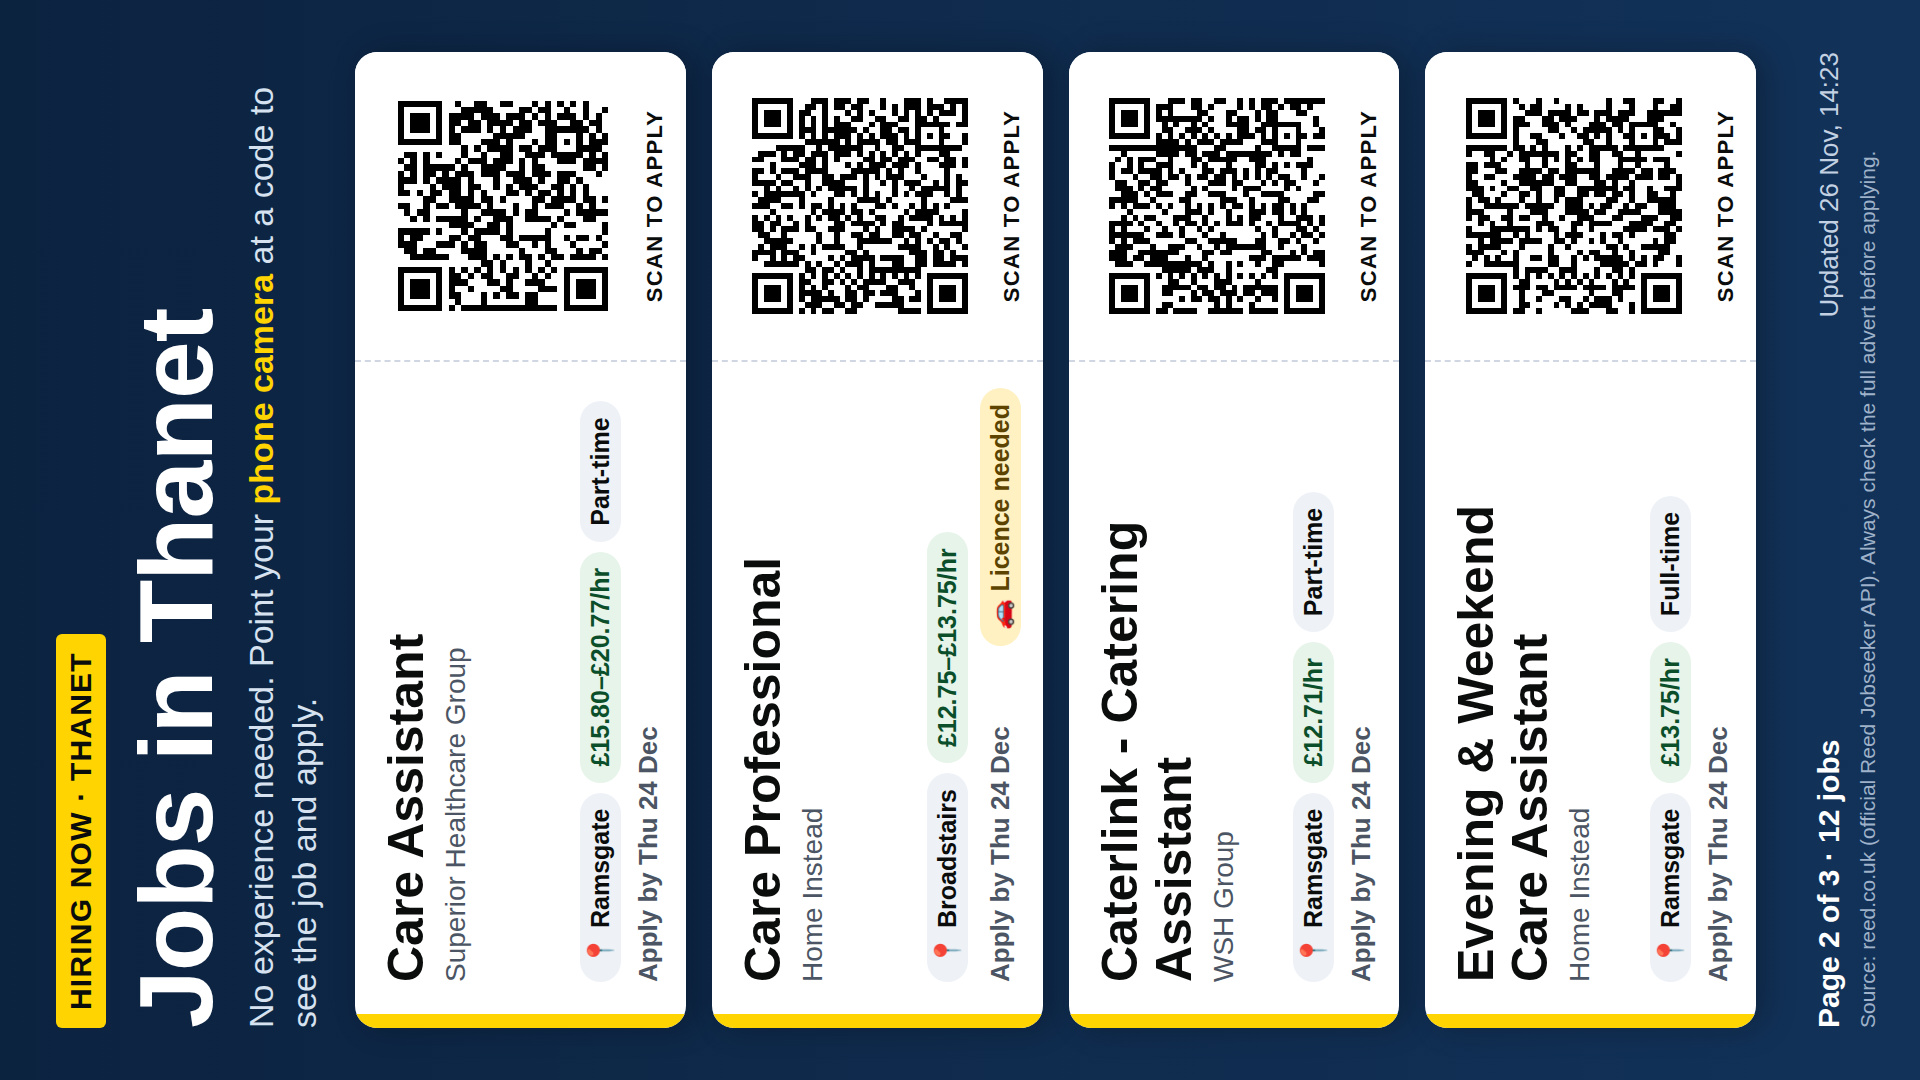 HIRING NOW · THANET
Jobs in Thanet
No experience needed. Point your phone camera at a code to
see the job and apply.
Care Assistant
Superior Healthcare Group
📍 Ramsgate
£15.80–£20.77/hr
Part-time
Apply by Thu 24 Dec
SCAN TO APPLY
Care Professional
Home Instead
📍 Broadstairs
£12.75–£13.75/hr
Apply by Thu 24 Dec
🚗 Licence needed
SCAN TO APPLY
Caterlink - Catering
Assistant
WSH Group
📍 Ramsgate
£12.71/hr
Part-time
Apply by Thu 24 Dec
SCAN TO APPLY
Evening & Weekend
Care Assistant
Home Instead
📍 Ramsgate
£13.75/hr
Full-time
Apply by Thu 24 Dec
SCAN TO APPLY
Page 2 of 3 · 12 jobs
Updated 26 Nov, 14:23
Source: reed.co.uk (official Reed Jobseeker API). Always check the full advert before applying.